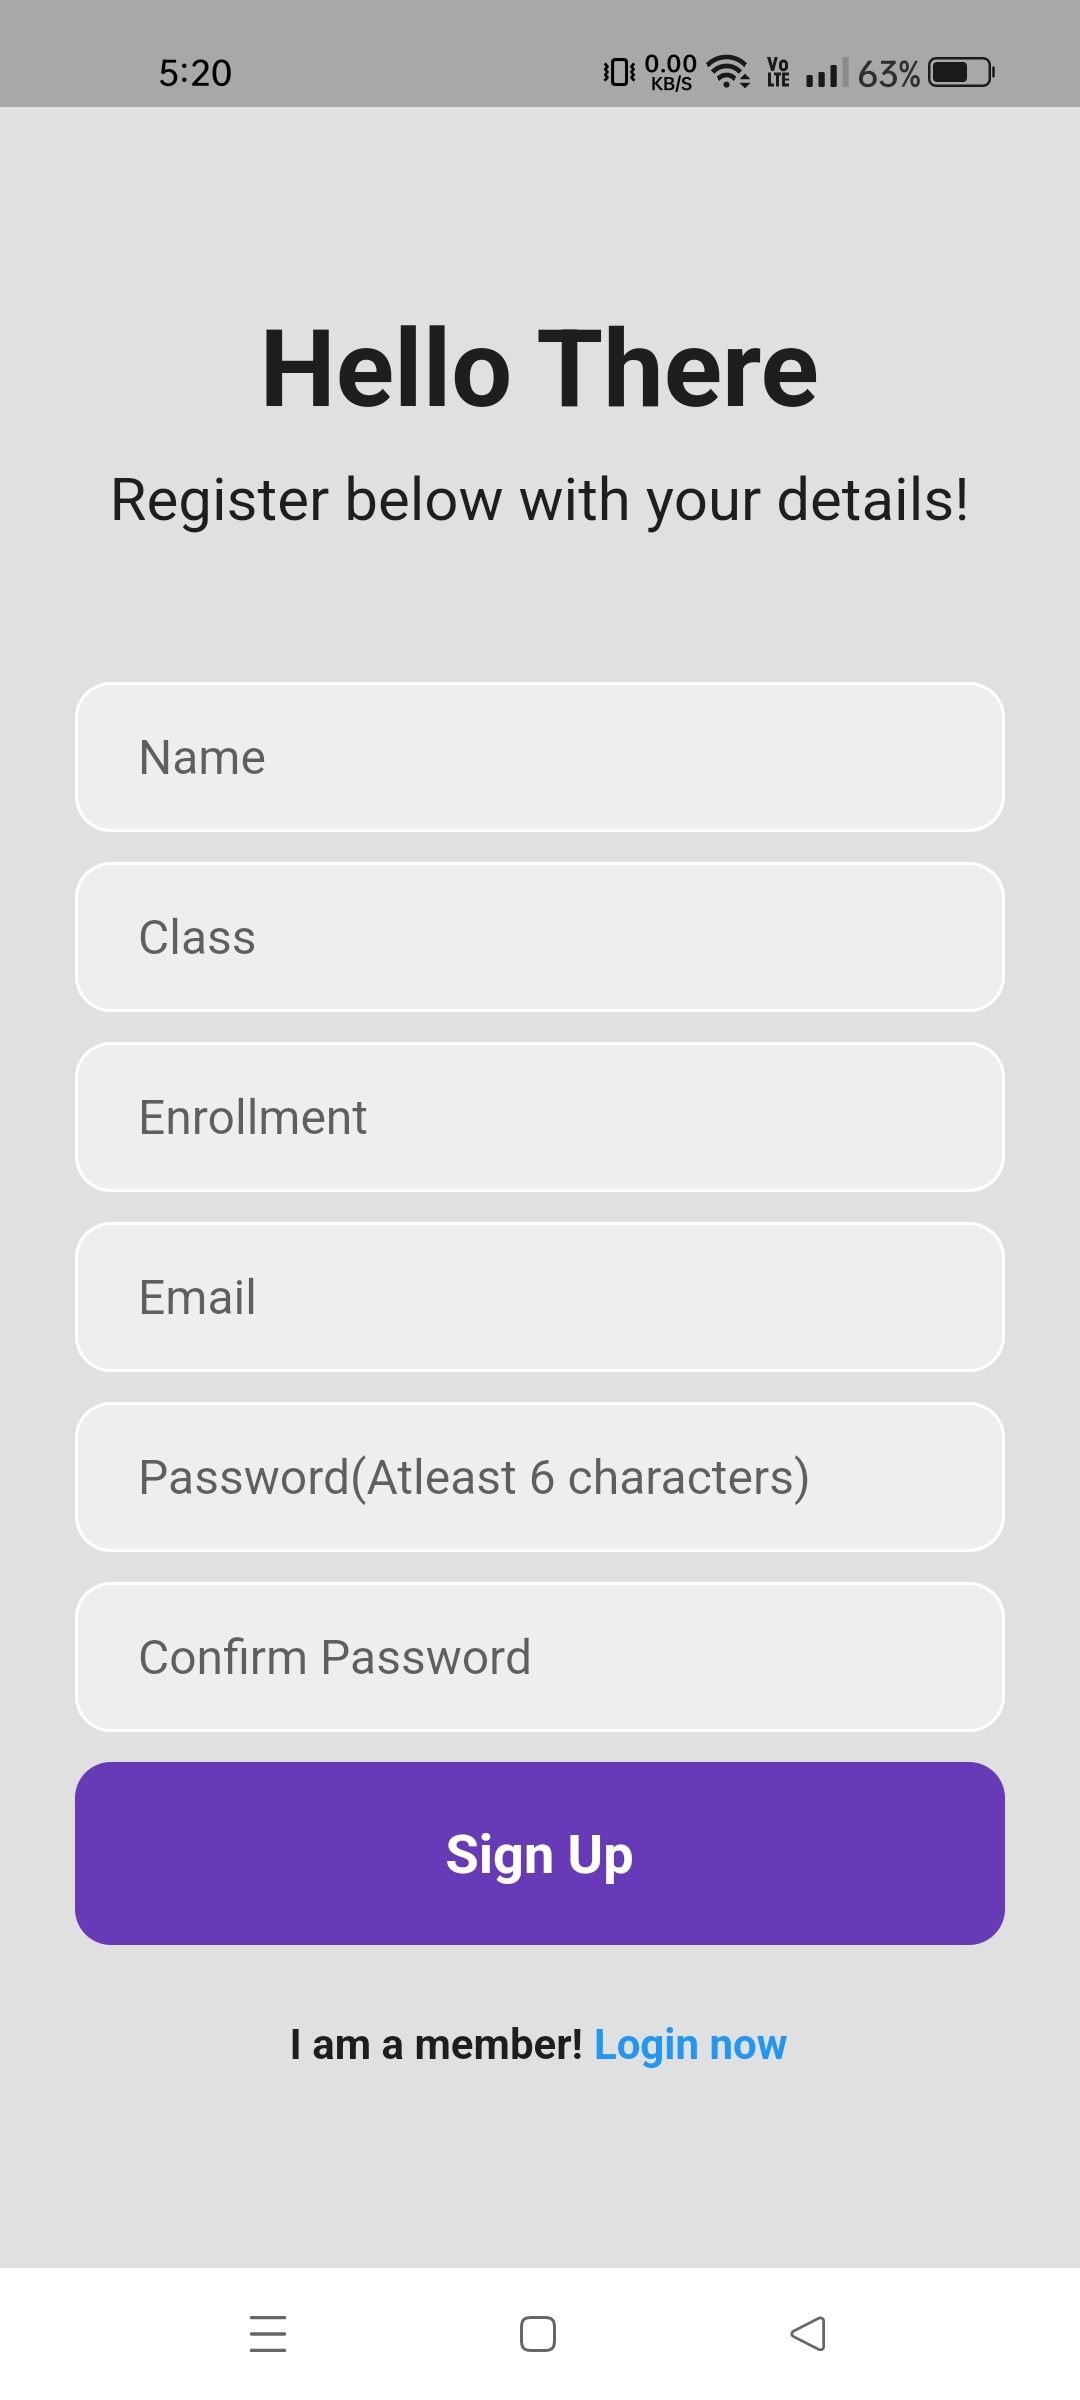 5:20 0.00 KB/S Vo LTE 63%
Hello There
Register below with your details!
Name
Class
Enrollment
Email
Password(Atleast 6 characters)
Confirm Password
Sign Up
I am a member! Login now